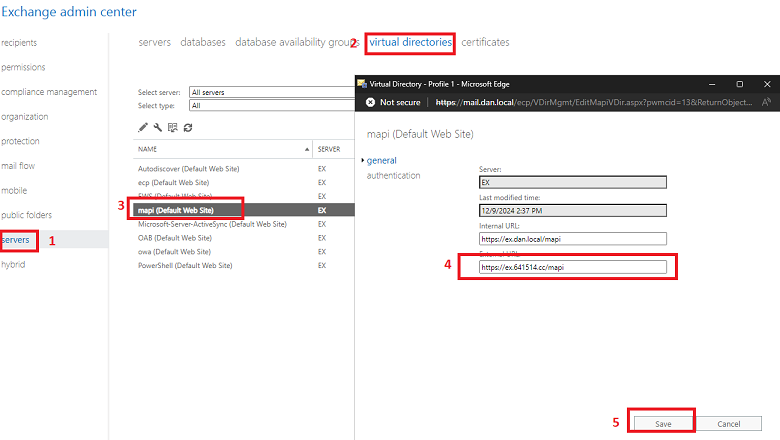 Exchange admin center
recipients
permissions
compliance management
organization
protection
mail flow
mobile
public folders
servers
1
hybrid
servers databases database availability groups virtual directories certificates
2
Select server: All servers
Select type: All
NAME SERVER
Autodiscover (Default Web Site) EX
ecp (Default Web Site) EX
EWS (Default Web Site) EX
3
mapi (Default Web Site) EX
Microsoft-Server-ActiveSync (Default Web Site) EX
OAB (Default Web Site) EX
owa (Default Web Site) EX
PowerShell (Default Web Site) EX
Virtual Directory - Profile 1 - Microsoft Edge
Not secure https://mail.dan.local/ecp/VDirMgmt/EditMapiVDir.aspx?pwmcid=13&ReturnObject...
mapi (Default Web Site)
general
authentication
Server:
EX
Last modified time:
12/9/2024 2:37 PM
Internal URL:
https://ex.dan.local/mapi
External URL:
4
https://ex.641514.cc/mapi
5
Save Cancel